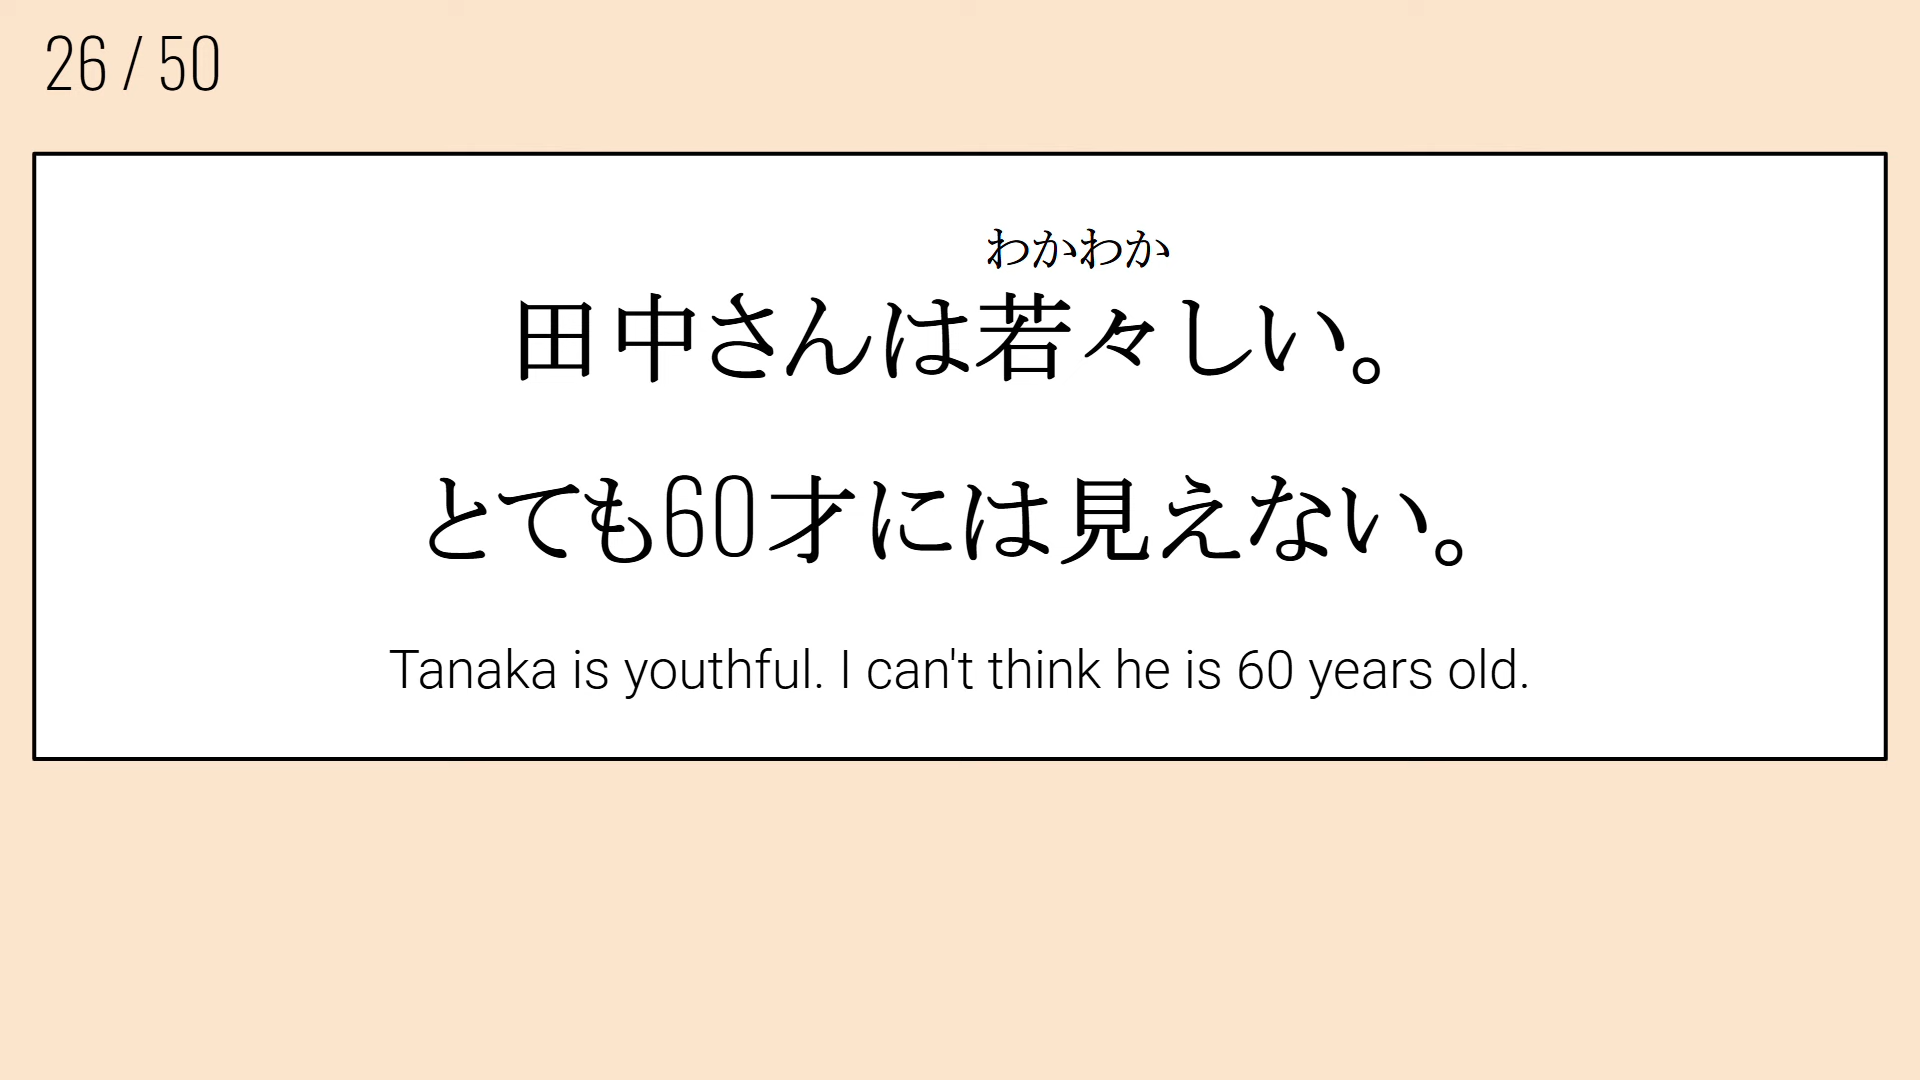 26 / 50
わかわか
田中さんは若々しい。
とても60才には見えない。
Tanaka is youthful. I can't think he is 60 years old.